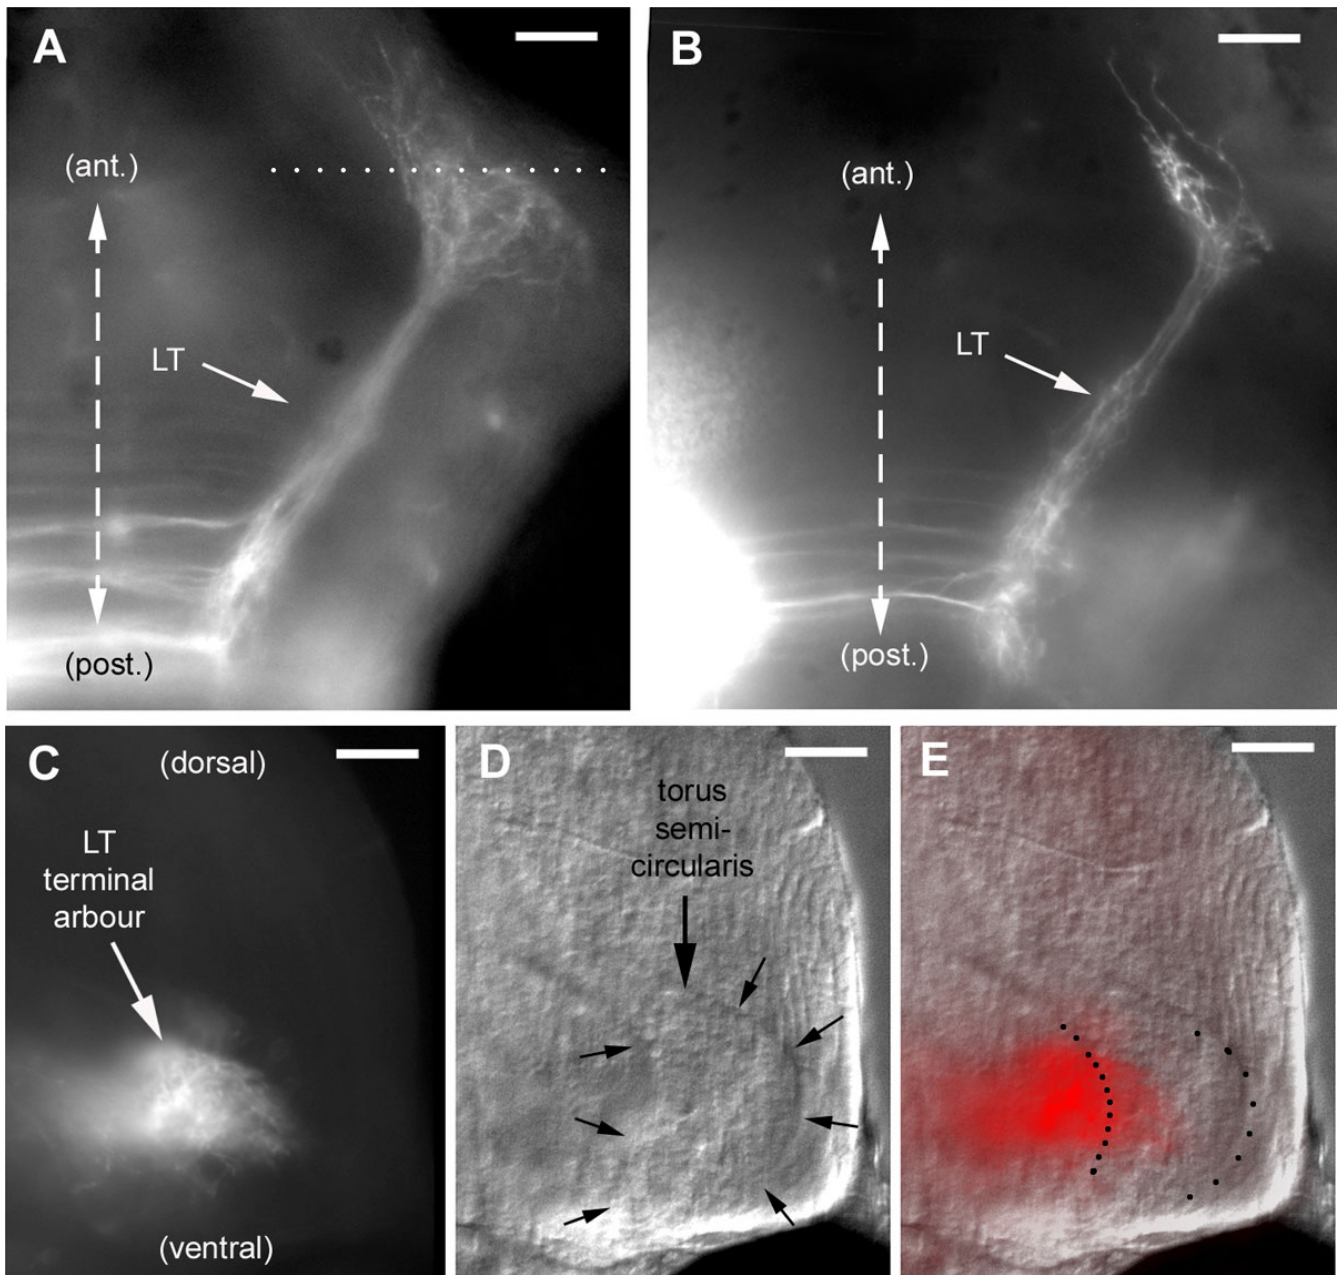 A
(ant.)
LT
(post.)
B
(ant.)
LT
(post.)
C
(dorsal)
LT
terminal
arbour
(ventral)
D
torus
semi-
circularis
E